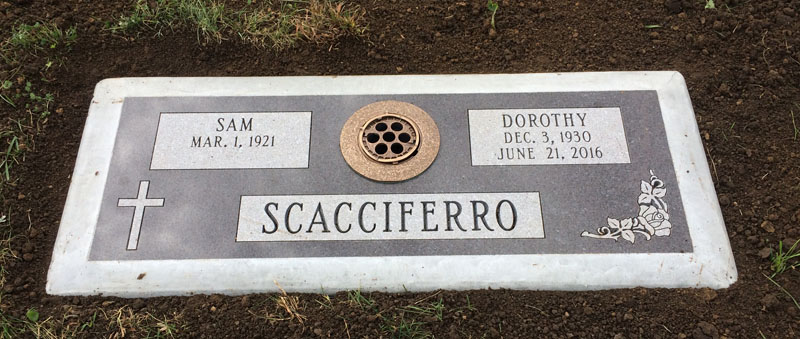 SAM
MAR. 1, 1921
DOROTHY
DEC. 3, 1930
JUNE 21, 2016
SCACCIFERRO